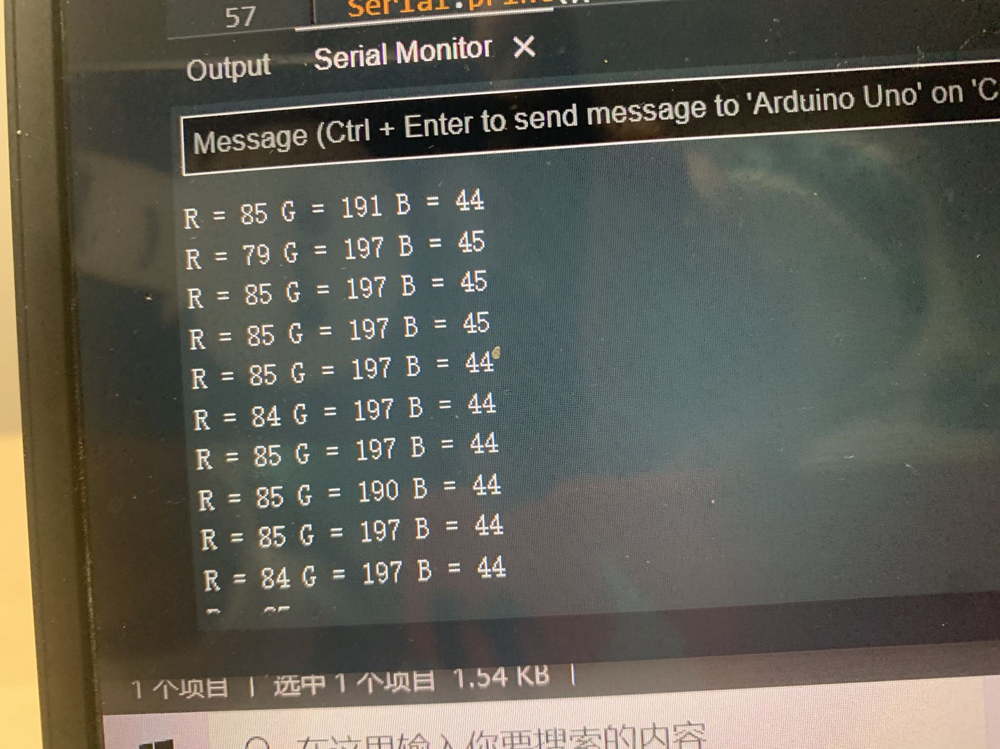 57 Serial.print();
Output Serial Monitor X
Message (Ctrl + Enter to send message to 'Arduino Uno' on 'C
R = 85 G = 191 B = 44
R = 79 G = 197 B = 45
R = 85 G = 197 B = 45
R = 85 G = 197 B = 45
R = 85 G = 197 B = 44
R = 84 G = 197 B = 44
R = 85 G = 197 B = 44
R = 85 G = 190 B = 44
R = 85 G = 197 B = 44
R = 84 G = 197 B = 44
1 个项目 | 选中 1 个项目 1.54 KB |
在这里输入你要搜索的内容